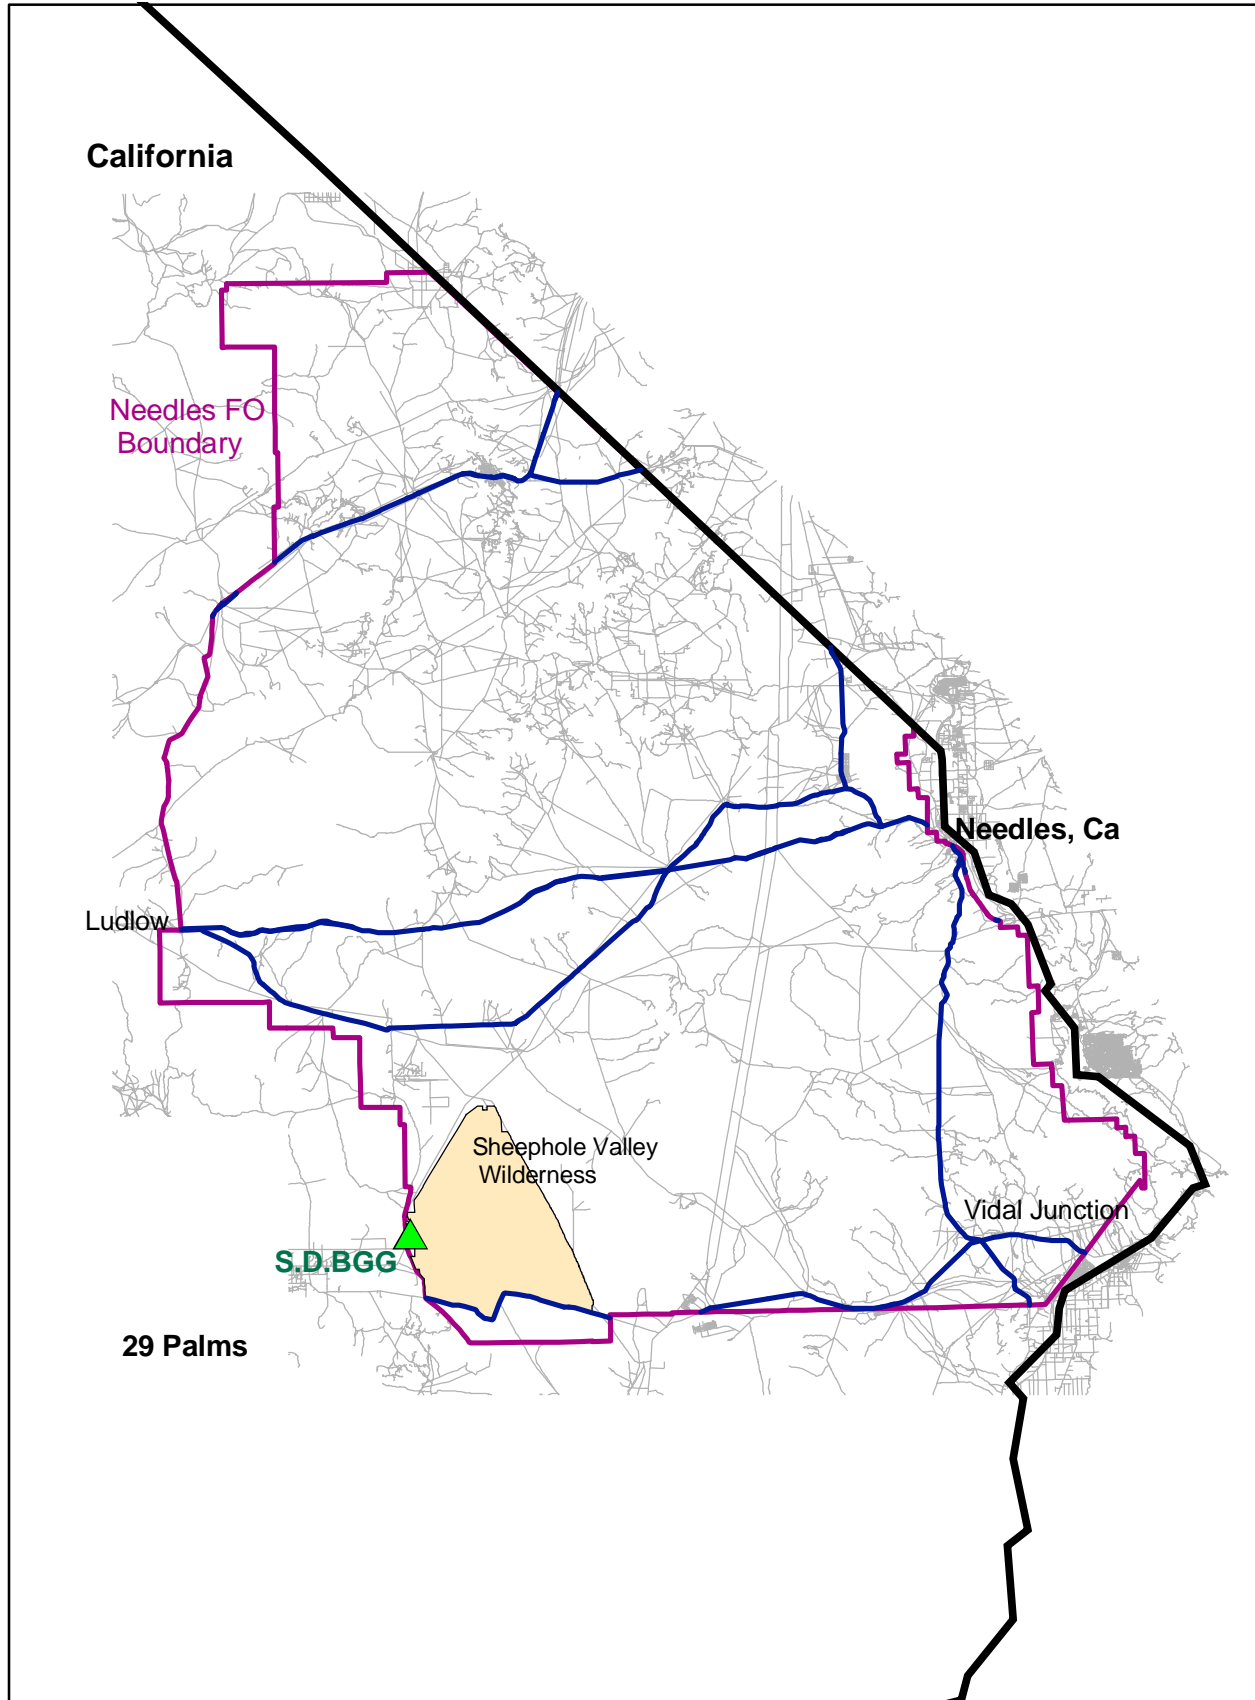 California
Needles FO
Boundary
Needles, Ca
Ludlow
Sheephole Valley
Wilderness
Vidal Junction
S.D.BGG
29 Palms